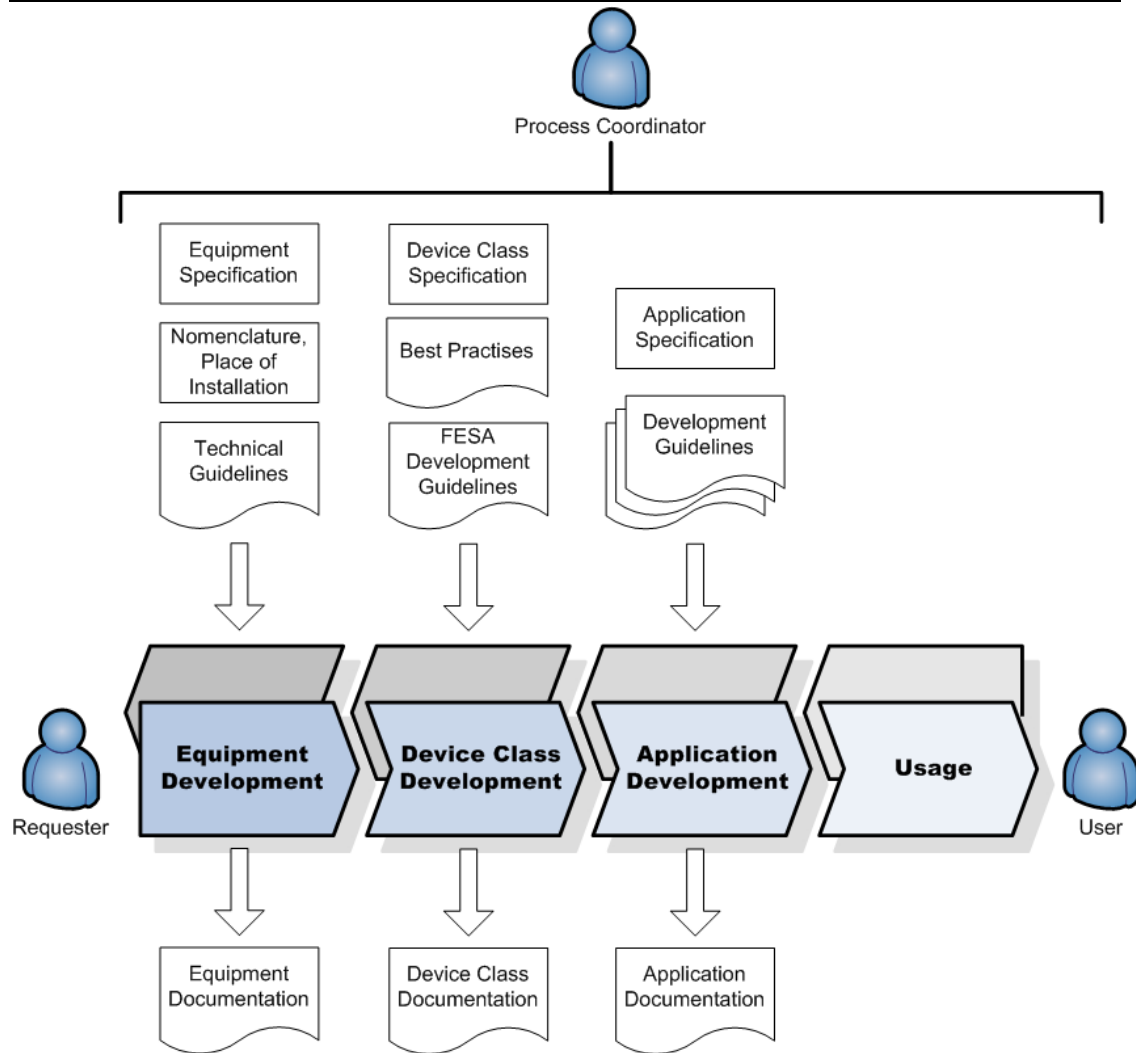 Process Coordinator
Equipment
Specification
Nomenclature,
Place of
Installation
Technical
Guidelines
Device Class
Specification
Best Practises
FESA
Development
Guidelines
Application
Specification
Development
Guidelines
Requester
Equipment
Development
Device Class
Development
Application
Development
Usage
User
Equipment
Documentation
Device Class
Documentation
Application
Documentation